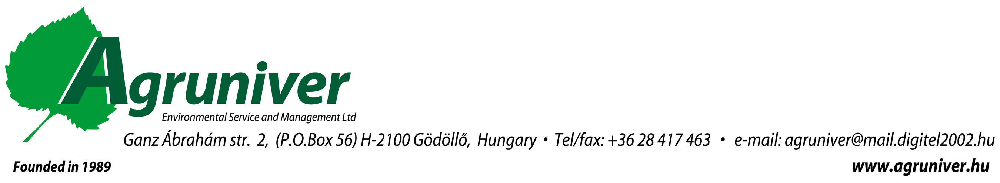 Agruniver
Environmental Service and Management Ltd
Ganz Ábrahám str. 2, (P.O.Box 56) H-2100 Gödöllő, Hungary • Tel/fax: +36 28 417 463 • e-mail: agruniver@mail.digitel2002.hu
Founded in 1989
www.agruniver.hu